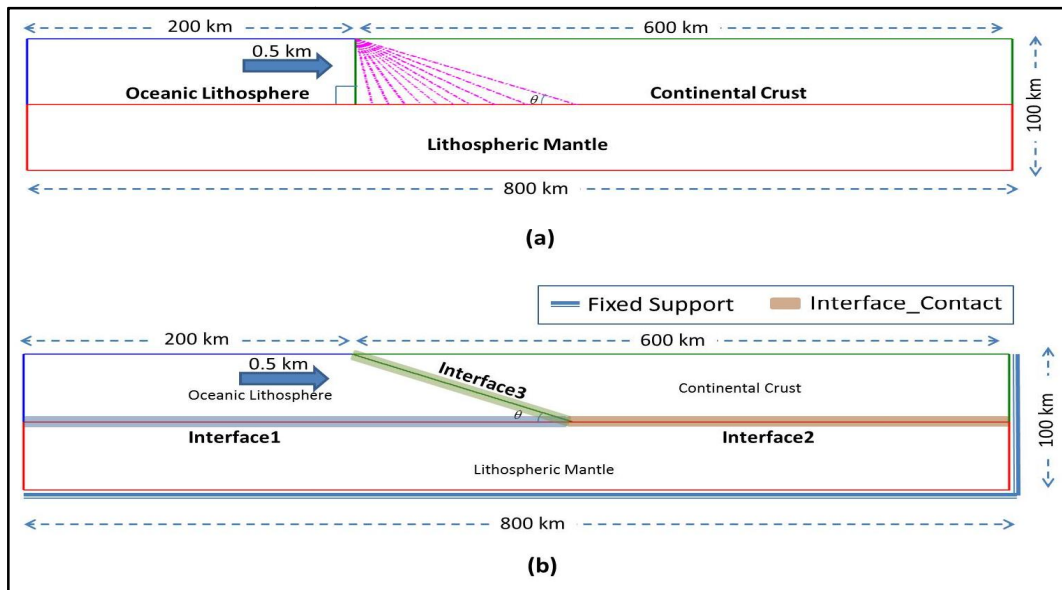 200 km 600 km
0.5 km
Oceanic Lithosphere θ Continental Crust
100 km
Lithospheric Mantle
800 km
(a)
Fixed Support Interface_Contact
200 km 600 km
0.5 km
Oceanic Lithosphere Interface3 Continental Crust
θ
100 km
Interface1 Interface2
Lithospheric Mantle
800 km
(b)